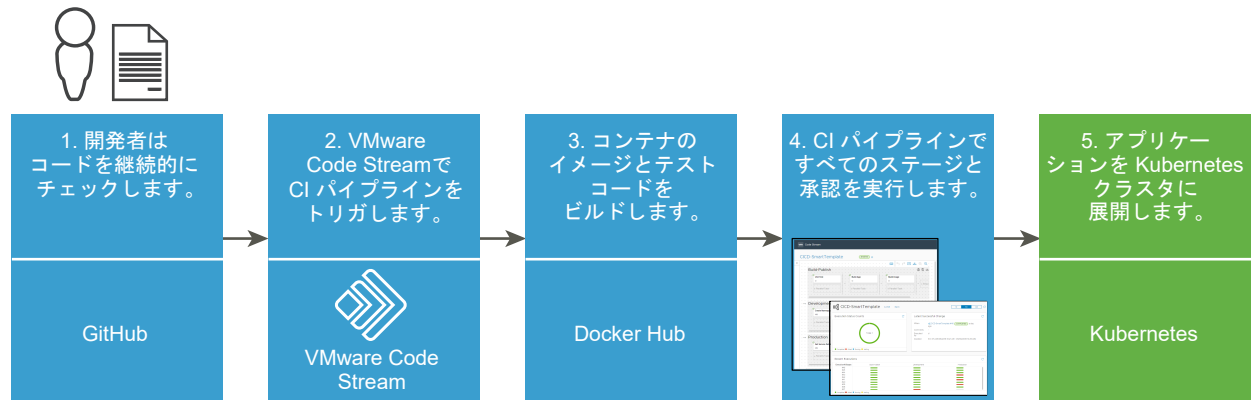 1. 開発者は
コードを継続的に
チェックします。
GitHub
2. VMware
Code Streamで
CI パイプラインを
トリガします。
VMware Code
Stream
3. コンテナの
イメージとテスト
コードを
ビルドします。
Docker Hub
4. CI パイプラインで
すべてのステージと
承認を実行します。
CICD-SmartTemplate
Development
Production
CICD-SmartTemplate
5. アプリケー
ションを Kubernetes
クラスタに
展開します。
Kubernetes